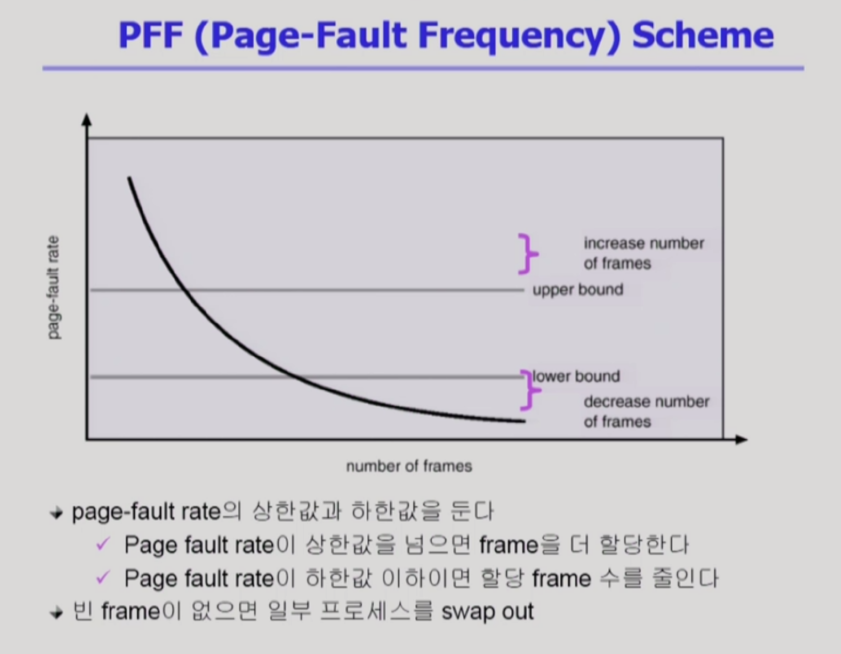 PFF (Page-Fault Frequency) Scheme
page-fault rate
increase number
of frames
upper bound
lower bound
decrease number
of frames
number of frames
page-fault rate의 상한값과 하한값을 둔다
Page fault rate이 상한값을 넘으면 frame을 더 할당한다
Page fault rate이 하한값 이하이면 할당 frame 수를 줄인다
빈 frame이 없으면 일부 프로세스를 swap out